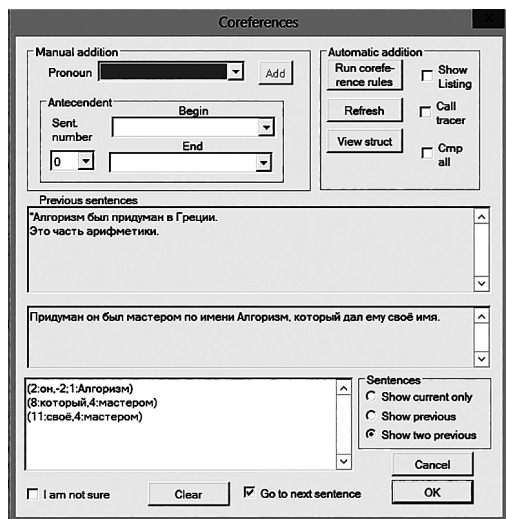 Coreferences
Manual addition
Pronoun
Add
Antecendent
Sent. number
Begin
End
0
Automatic addition
Run corefe-
rence rules
Show
Listing
Refresh
Call
tracer
View struct
Cmp
all
Previous sentences
"Алгоризм был придуман в Греции.
Это часть арифметики.
Придуман он был мастером по имени Алгоризм, который дал ему своё имя.
(2:он,-2;1:Алгоризм)
(8:который,4:мастером)
(11:своё,4:мастером)
Sentences
Show current only
Show previous
Show two previous
Cancel
I am not sure
Clear
Go to next sentence
OK